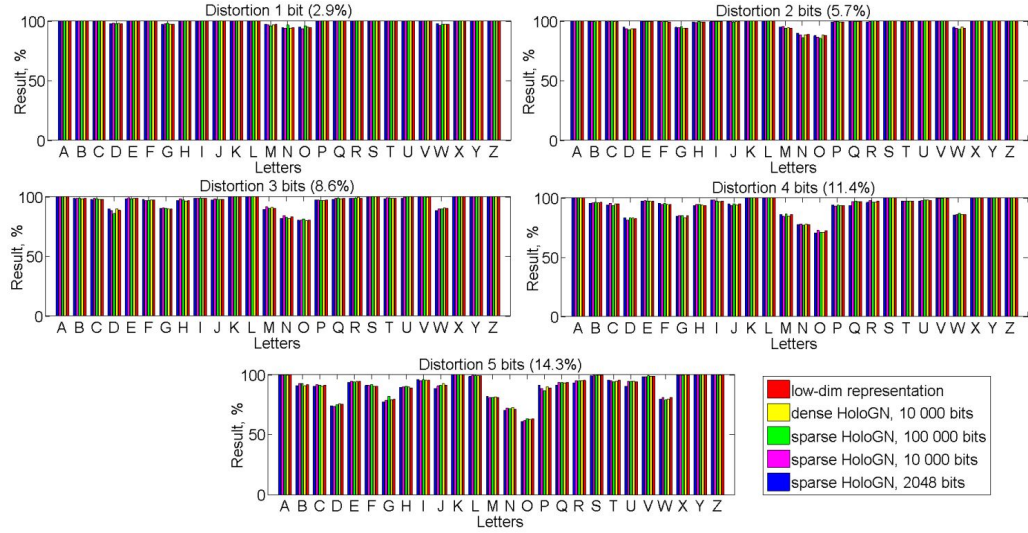 Distortion 1 bit (2.9%)
Result, %
100
50
0
A B C D E F G H I J K L M N O P Q R S T U V W X Y Z
Letters
Distortion 2 bits (5.7%)
Result, %
100
50
0
A B C D E F G H I J K L M N O P Q R S T U V W X Y Z
Letters
Distortion 3 bits (8.6%)
Result, %
100
50
0
A B C D E F G H I J K L M N O P Q R S T U V W X Y Z
Letters
Distortion 4 bits (11.4%)
Result, %
100
50
0
A B C D E F G H I J K L M N O P Q R S T U V W X Y Z
Letters
Distortion 5 bits (14.3%)
Result, %
100
50
0
A B C D E F G H I J K L M N O P Q R S T U V W X Y Z
Letters
low-dim representation
dense HoloGN, 10 000 bits
sparse HoloGN, 100 000 bits
sparse HoloGN, 10 000 bits
sparse HoloGN, 2048 bits